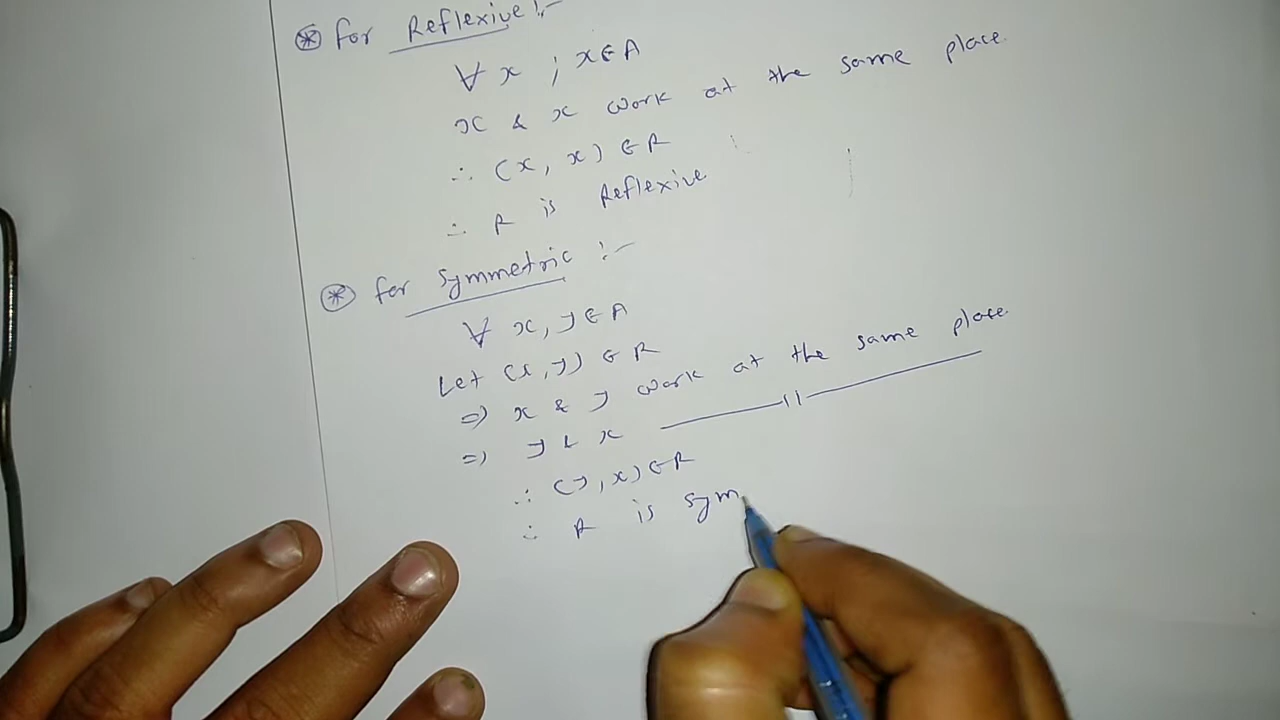 ⊛ for Reflexive :-
∀ x ; x ∈ A
x & x work at the same place.
∴ (x, x) ∈ R
∴ R is Reflexive.
⊛ for Symmetric :-
∀ x, y ∈ A
Let (x, y) ∈ R
=) x & y work at the same place.
=) y & x ——— 11 ———
∴ (y, x) ∈ R
∴ R is sym